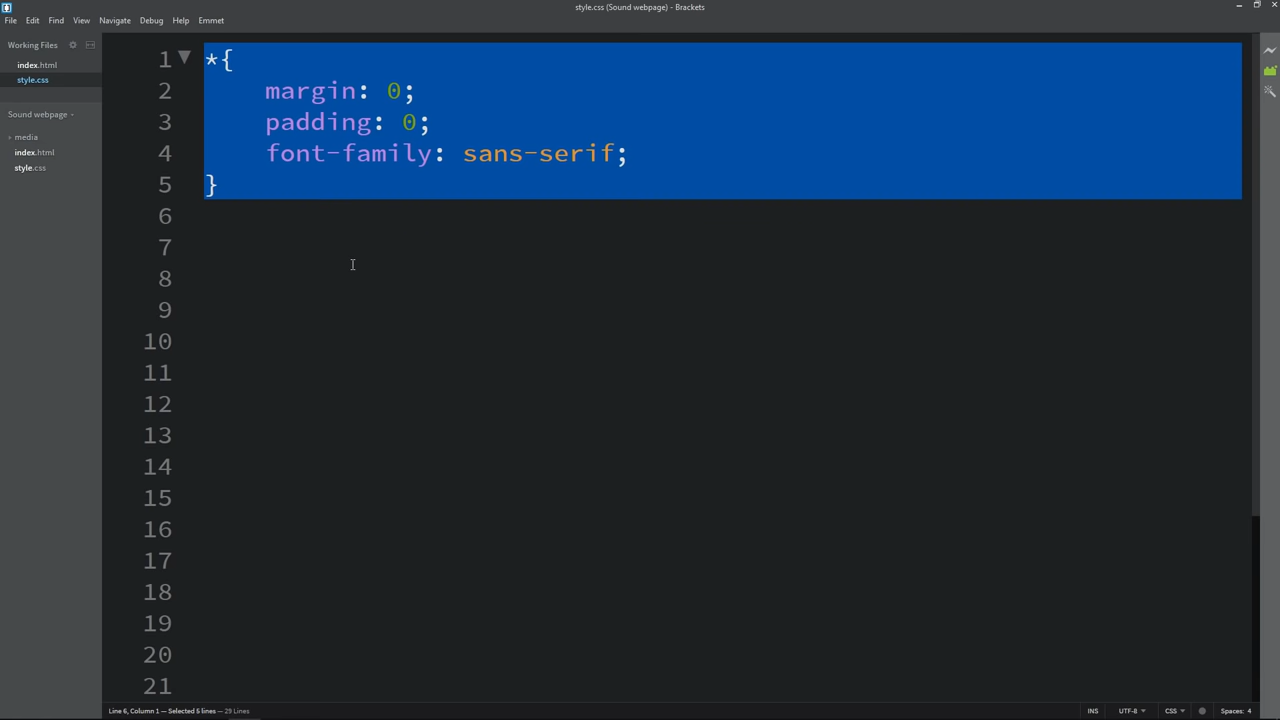 style.css (Sound webpage) - Brackets
File Edit Find View Navigate Debug Help Emmet
Working Files
index.html
style.css
Sound webpage
media
index.html
style.css
1 *{
2 margin: 0;
3 padding: 0;
4 font-family: sans-serif;
5 }
6
7
8
9
10
11
12
13
14
15
16
17
18
19
20
21
Line 6, Column 1 — Selected 5 lines — 29 Lines
INS UTF-8 CSS Spaces: 4